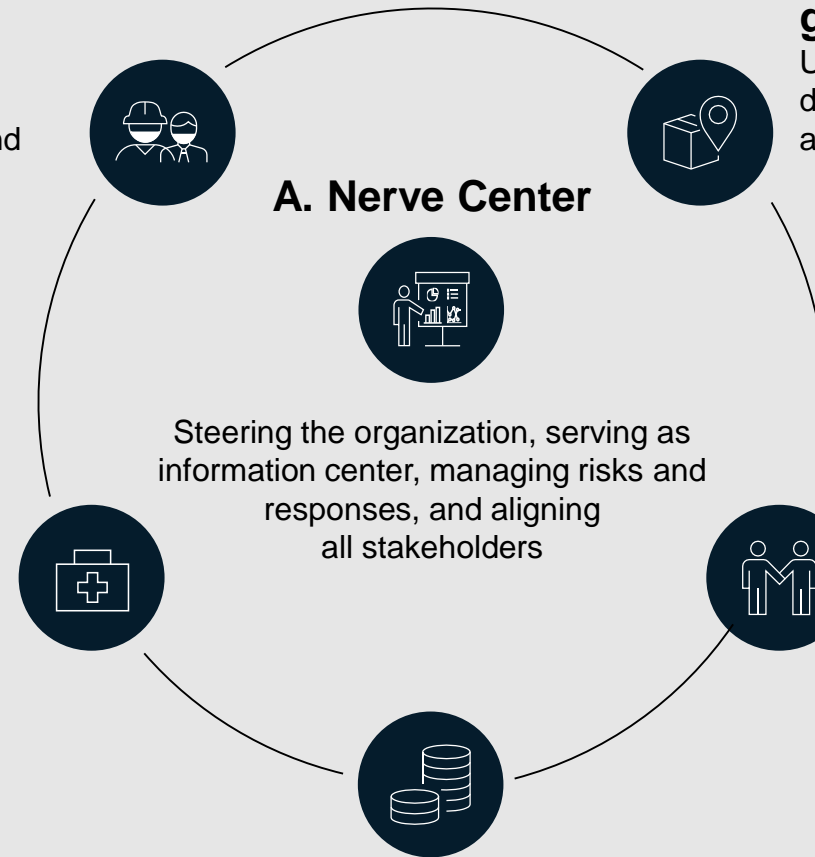 A. Nerve Center
Steering the organization, serving as
information center, managing risks and
responses, and aligning
all stakeholders